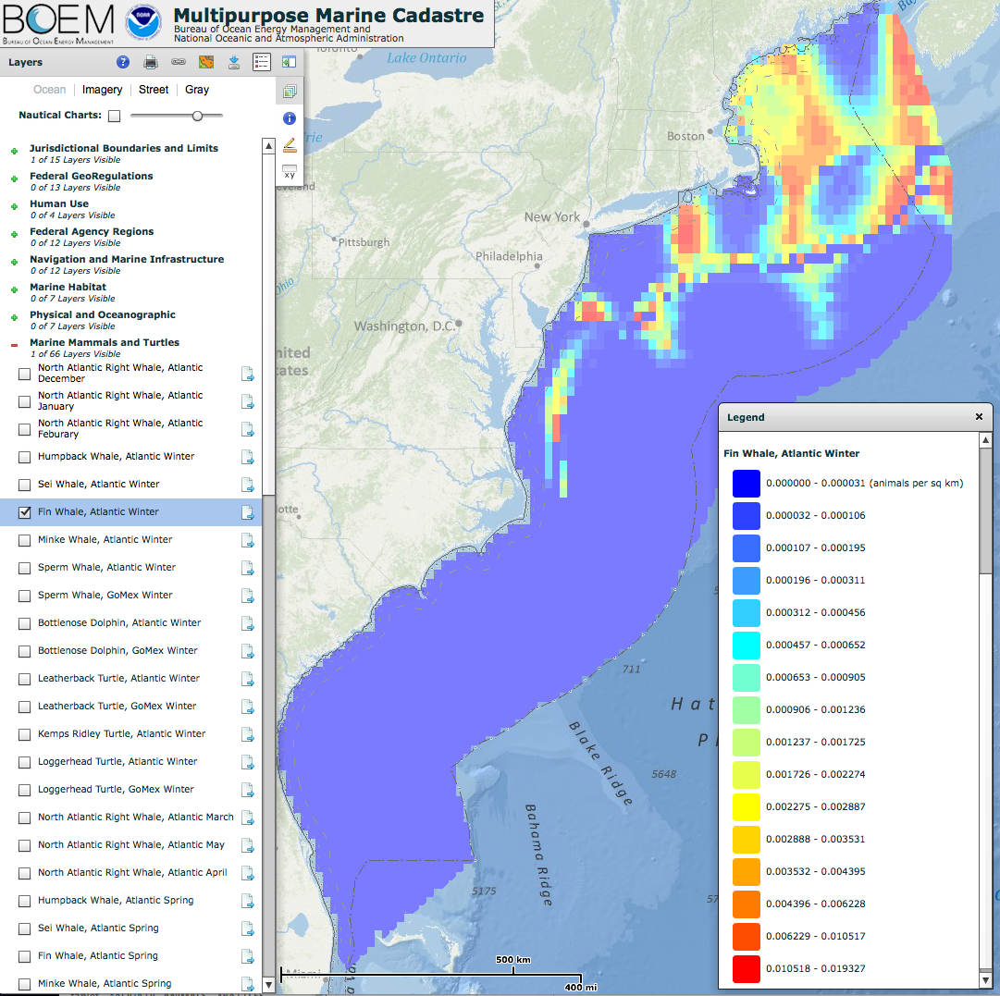 BOEM
BUREAU OF OCEAN ENERGY MANAGEMENT
NOAA
Multipurpose Marine Cadastre
Bureau of Ocean Energy Management and
National Oceanic and Atmospheric Administration
Layers
Ocean
Imagery
Street
Gray
Nautical Charts:
Jurisdictional Boundaries and Limits
1 of 15 Layers Visible
Federal GeoRegulations
0 of 13 Layers Visible
Human Use
0 of 4 Layers Visible
Federal Agency Regions
0 of 12 Layers Visible
Navigation and Marine Infrastructure
0 of 12 Layers Visible
Marine Habitat
0 of 7 Layers Visible
Physical and Oceanographic
0 of 7 Layers Visible
Marine Mammals and Turtles
1 of 66 Layers Visible
North Atlantic Right Whale, Atlantic
December
North Atlantic Right Whale, Atlantic
January
North Atlantic Right Whale, Atlantic
Feburary
Humpback Whale, Atlantic Winter
Sei Whale, Atlantic Winter
Fin Whale, Atlantic Winter
Minke Whale, Atlantic Winter
Sperm Whale, Atlantic Winter
Sperm Whale, GoMex Winter
Bottlenose Dolphin, Atlantic Winter
Bottlenose Dolphin, GoMex Winter
Leatherback Turtle, Atlantic Winter
Leatherback Turtle, GoMex Winter
Kemps Ridley Turtle, Atlantic Winter
Loggerhead Turtle, Atlantic Winter
Loggerhead Turtle, GoMex Winter
North Atlantic Right Whale, Atlantic March
North Atlantic Right Whale, Atlantic May
North Atlantic Right Whale, Atlantic April
Humpback Whale, Atlantic Spring
Sei Whale, Atlantic Spring
Fin Whale, Atlantic Spring
Minke Whale, Atlantic Spring
xy
Toronto
Lake Ontario
rie
eveland
Boston
New York
Pittsburgh
Philadelphia
Ohio
Washington, D.C.
nited
tates
lotte
711
Hat
P
Blake Ridge
5648
Bahama Ridge
5175
57
Miami
Bay
500 km
400 mi
Legend
Fin Whale, Atlantic Winter
0.000000 - 0.000031 (animals per sq km)
0.000032 - 0.000106
0.000107 - 0.000195
0.000196 - 0.000311
0.000312 - 0.000456
0.000457 - 0.000652
0.000653 - 0.000905
0.000906 - 0.001236
0.001237 - 0.001725
0.001726 - 0.002274
0.002275 - 0.002887
0.002888 - 0.003531
0.003532 - 0.004395
0.004396 - 0.006228
0.006229 - 0.010517
0.010518 - 0.019327